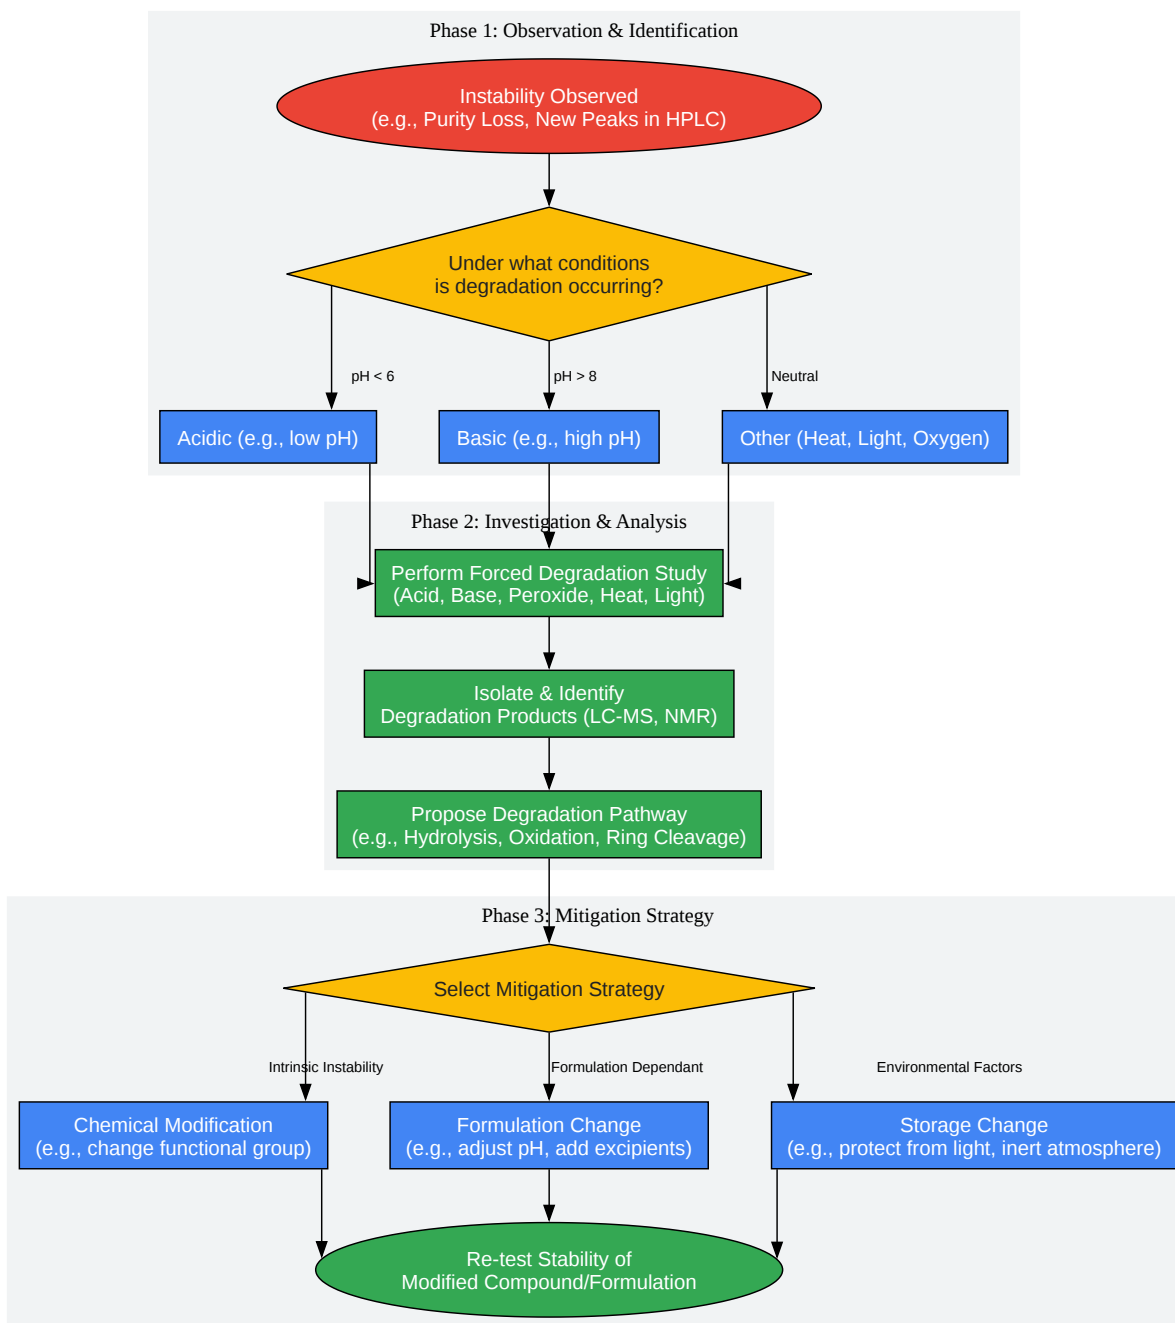 Phase 1: Observation & Identification
Instability Observed
(e.g., Purity Loss, New Peaks in HPLC)
Under what conditions
is degradation occurring?
pH < 6
pH > 8
Neutral
Acidic (e.g., low pH)
Basic (e.g., high pH)
Other (Heat, Light, Oxygen)
Phase 2: Investigation & Analysis
Perform Forced Degradation Study
(Acid, Base, Peroxide, Heat, Light)
Isolate & Identify
Degradation Products (LC-MS, NMR)
Propose Degradation Pathway
(e.g., Hydrolysis, Oxidation, Ring Cleavage)
Phase 3: Mitigation Strategy
Select Mitigation Strategy
Intrinsic Instability
Formulation Dependant
Environmental Factors
Chemical Modification
(e.g., change functional group)
Formulation Change
(e.g., adjust pH, add excipients)
Storage Change
(e.g., protect from light, inert atmosphere)
Re-test Stability of
Modified Compound/Formulation